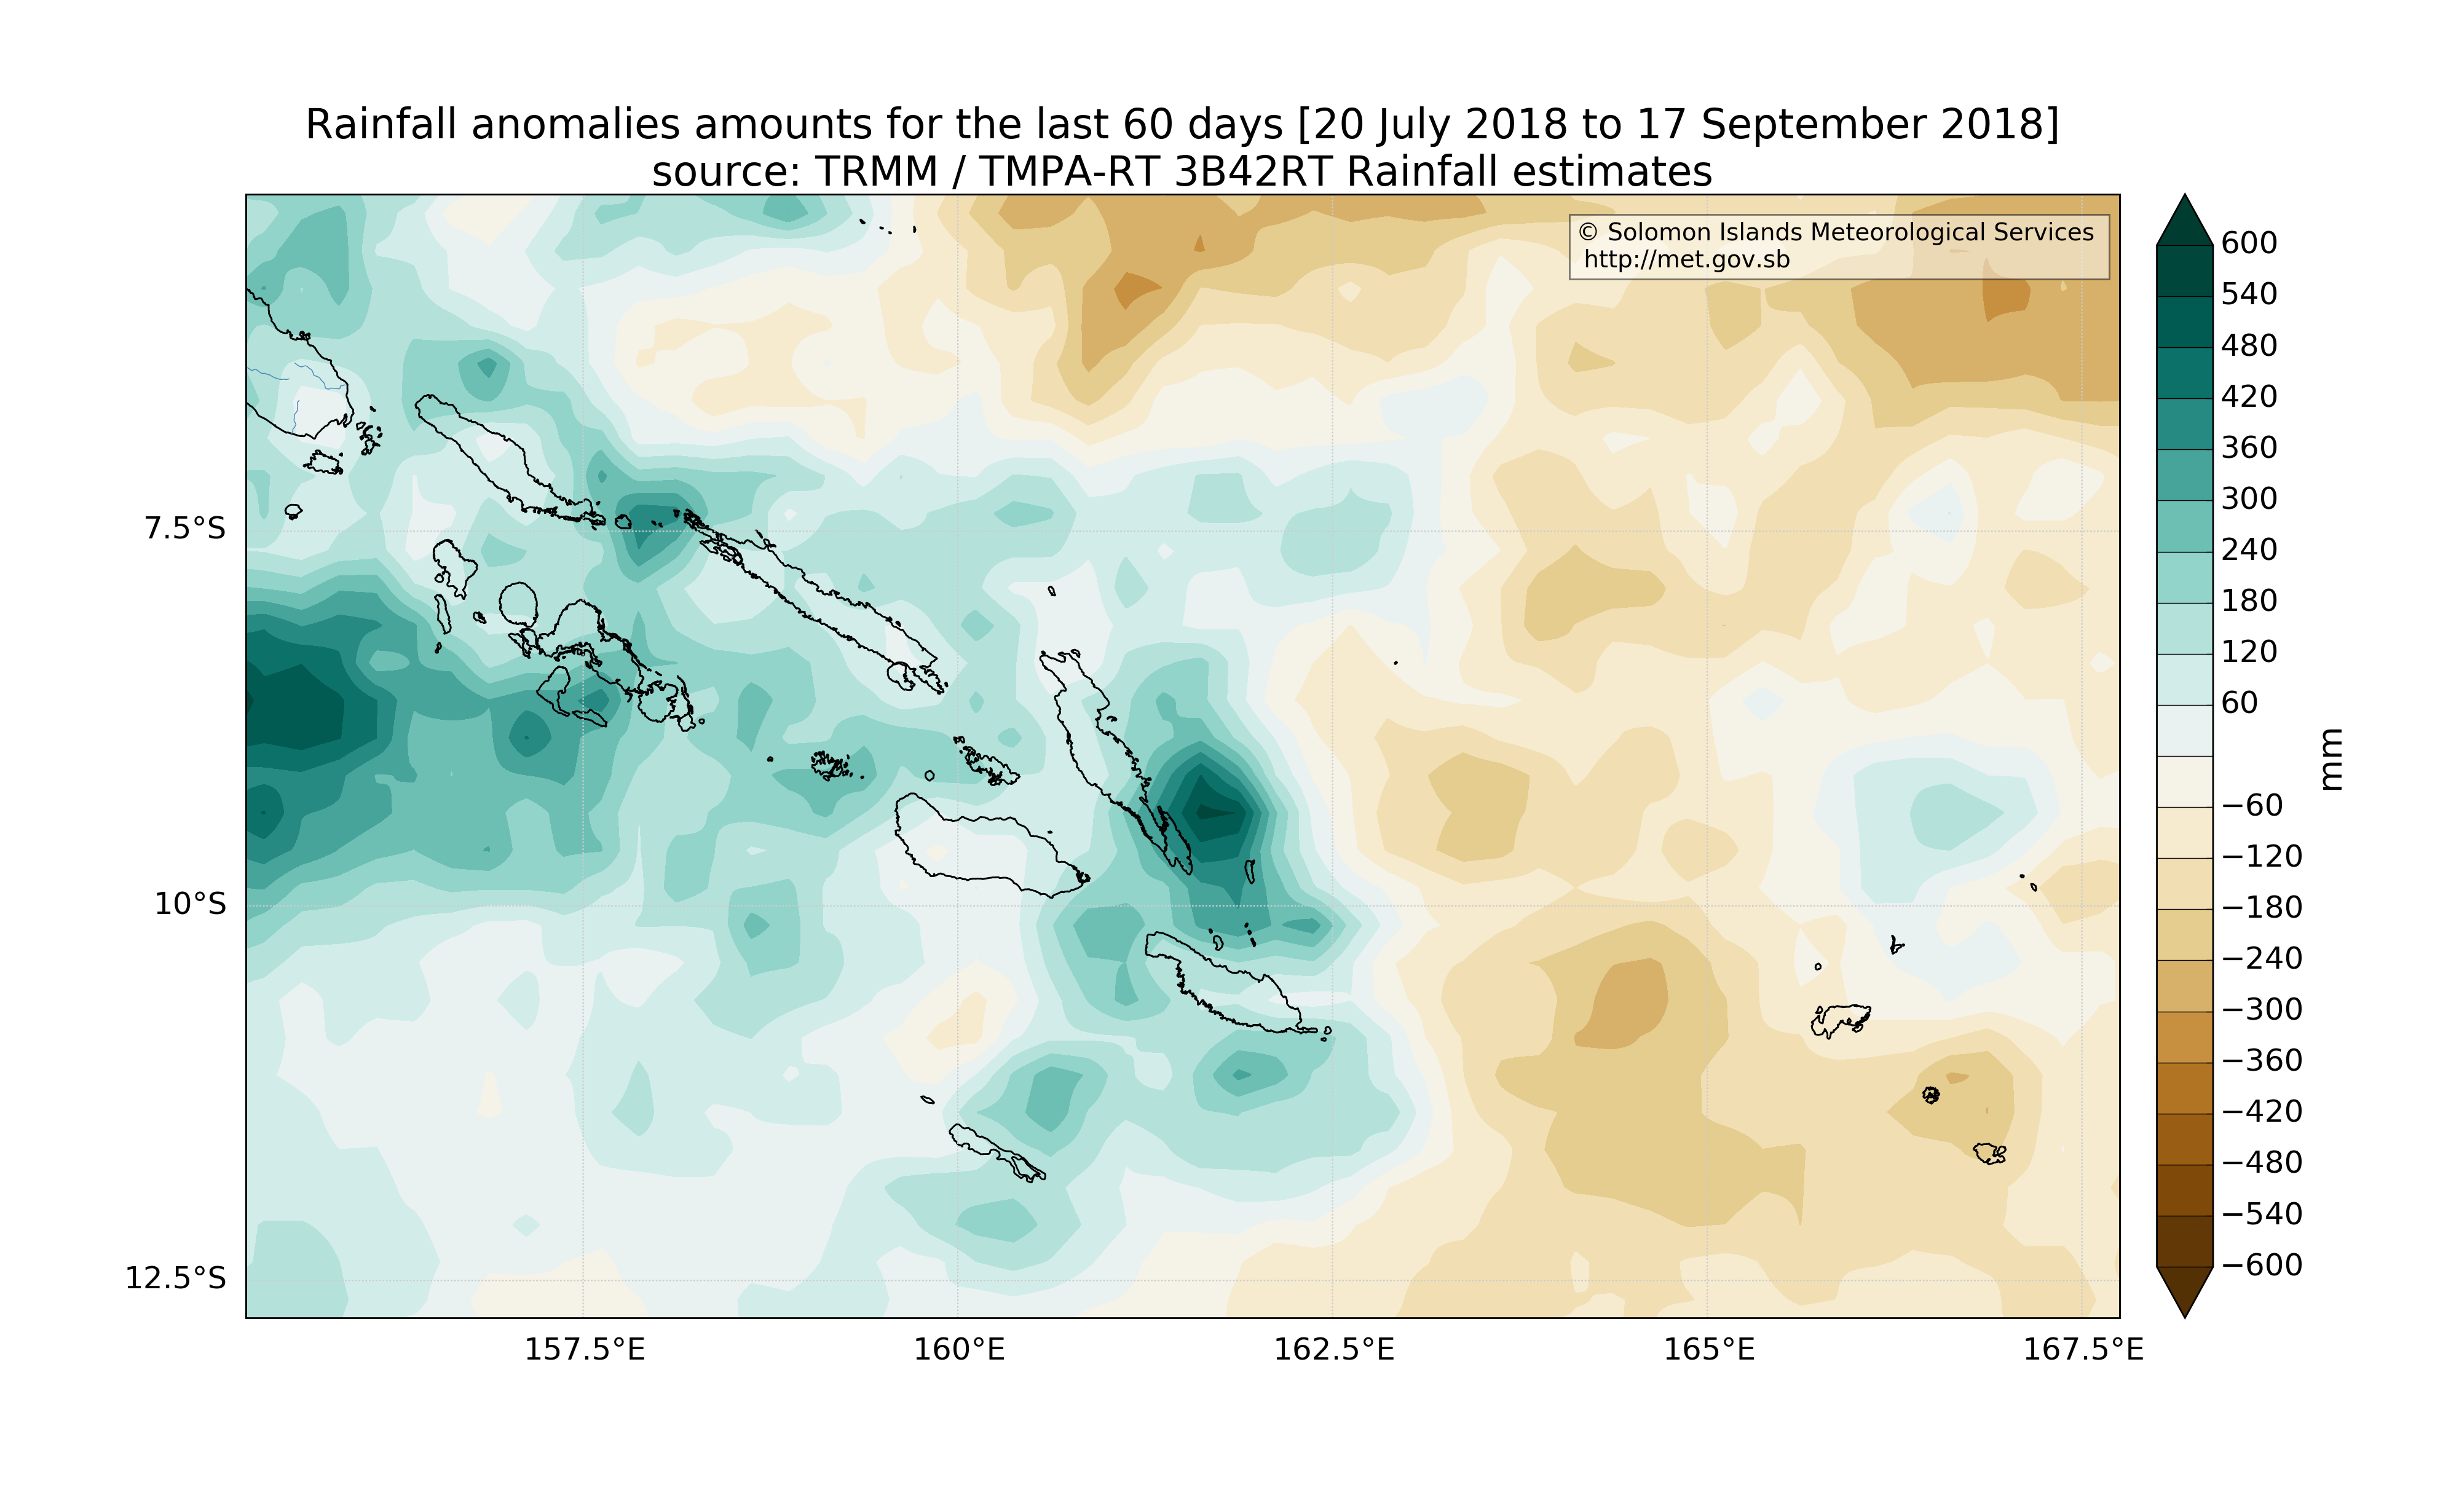 Rainfall anomalies amounts for the last 60 days [20 July 2018 to 17 September 2018]
source: TRMM / TMPA-RT 3B42RT Rainfall estimates
© Solomon Islands Meteorological Services
http://met.gov.sb
7.5°S
10°S
12.5°S
157.5°E
160°E
162.5°E
165°E
167.5°E
600
540
480
420
360
300
240
180
120
60
−60
−120
−180
−240
−300
−360
−420
−480
−540
−600
mm